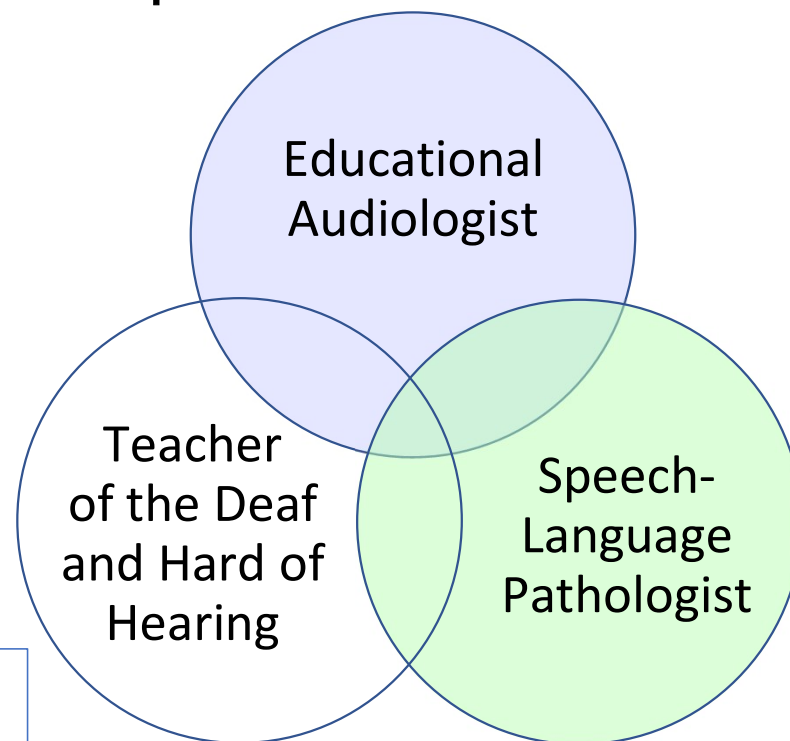 Educational
Audiologist
Teacher
of the Deaf
and Hard of
Hearing
Speech-
Language
Pathologist